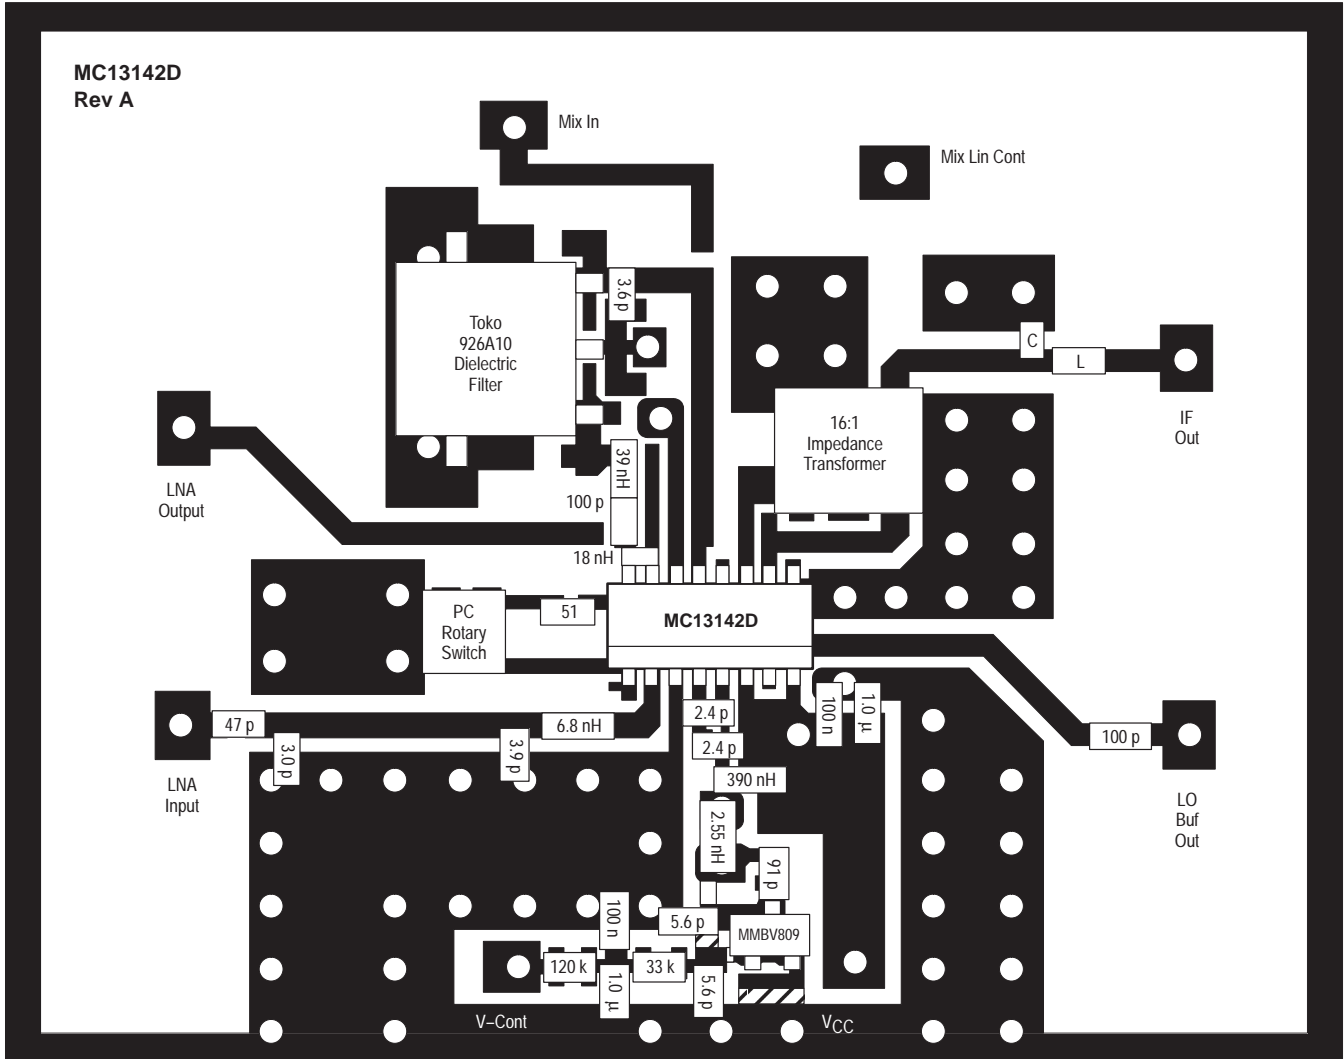 MC13142D
Rev A
Mix In
Mix Lin Cont
3.6 p
Toko
926A10
Dielectric
Filter
C
L
IF
Out
16:1
Impedance
Transformer
LNA
Output
39 nH
100 p
18 nH
PC
Rotary
Switch
51
MC13142D
47 p
6.8 nH
2.4 p
100 n
1.0 µ
3.0 p
3.9 p
2.4 p
100 p
390 nH
LNA
Input
LO
Buf
Out
2.55 nH
91 p
100 n
5.6 p
MMBV809
120 k
33 k
1.0 µ
5.6 p
V–Cont
VCC